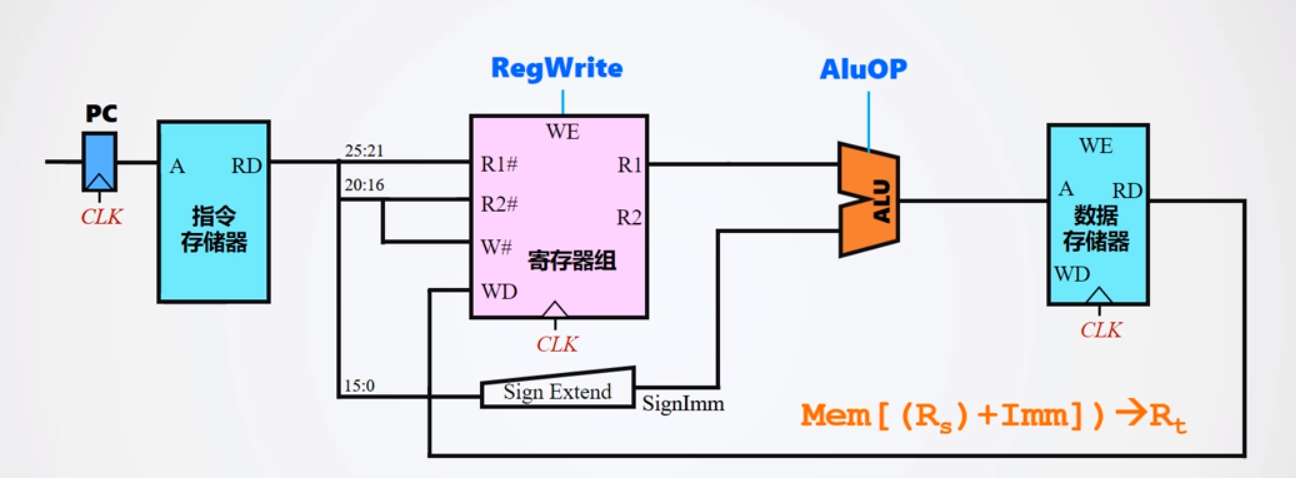 RegWrite
AluOP
PC
WE
25:21
A
RD
R1#
R1
20:16
R2#
R2
W#
WD
指令
存储器
寄存器组
ALU
WE
A
RD
数据
存储器
WD
CLK
CLK
CLK
15:0
Sign Extend
SignImm
Mem[(Rs)+Imm])→Rt